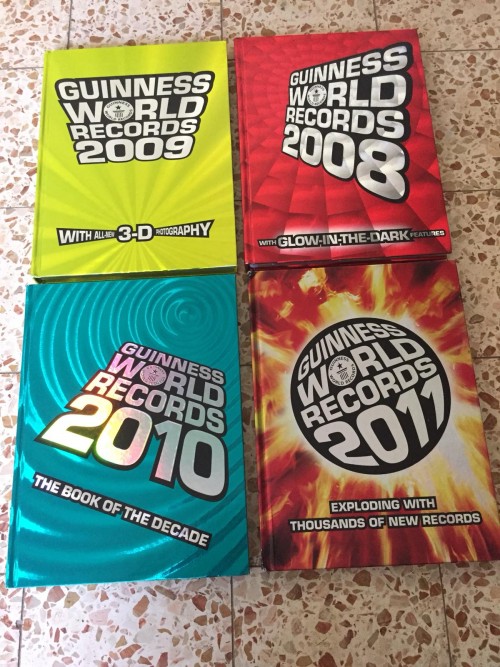 GUINNESS
WORLD
RECORDS
2009
WITH ALL-NEW 3-D PHOTOGRAPHY
GUINNESS
WORLD
RECORDS
2008
WITH GLOW-IN-THE-DARK FEATURES
GUINNESS
WORLD
RECORDS
2010
THE BOOK OF THE DECADE
GUINNESS
WORLD
RECORDS
2011
EXPLODING WITH
THOUSANDS OF NEW RECORDS